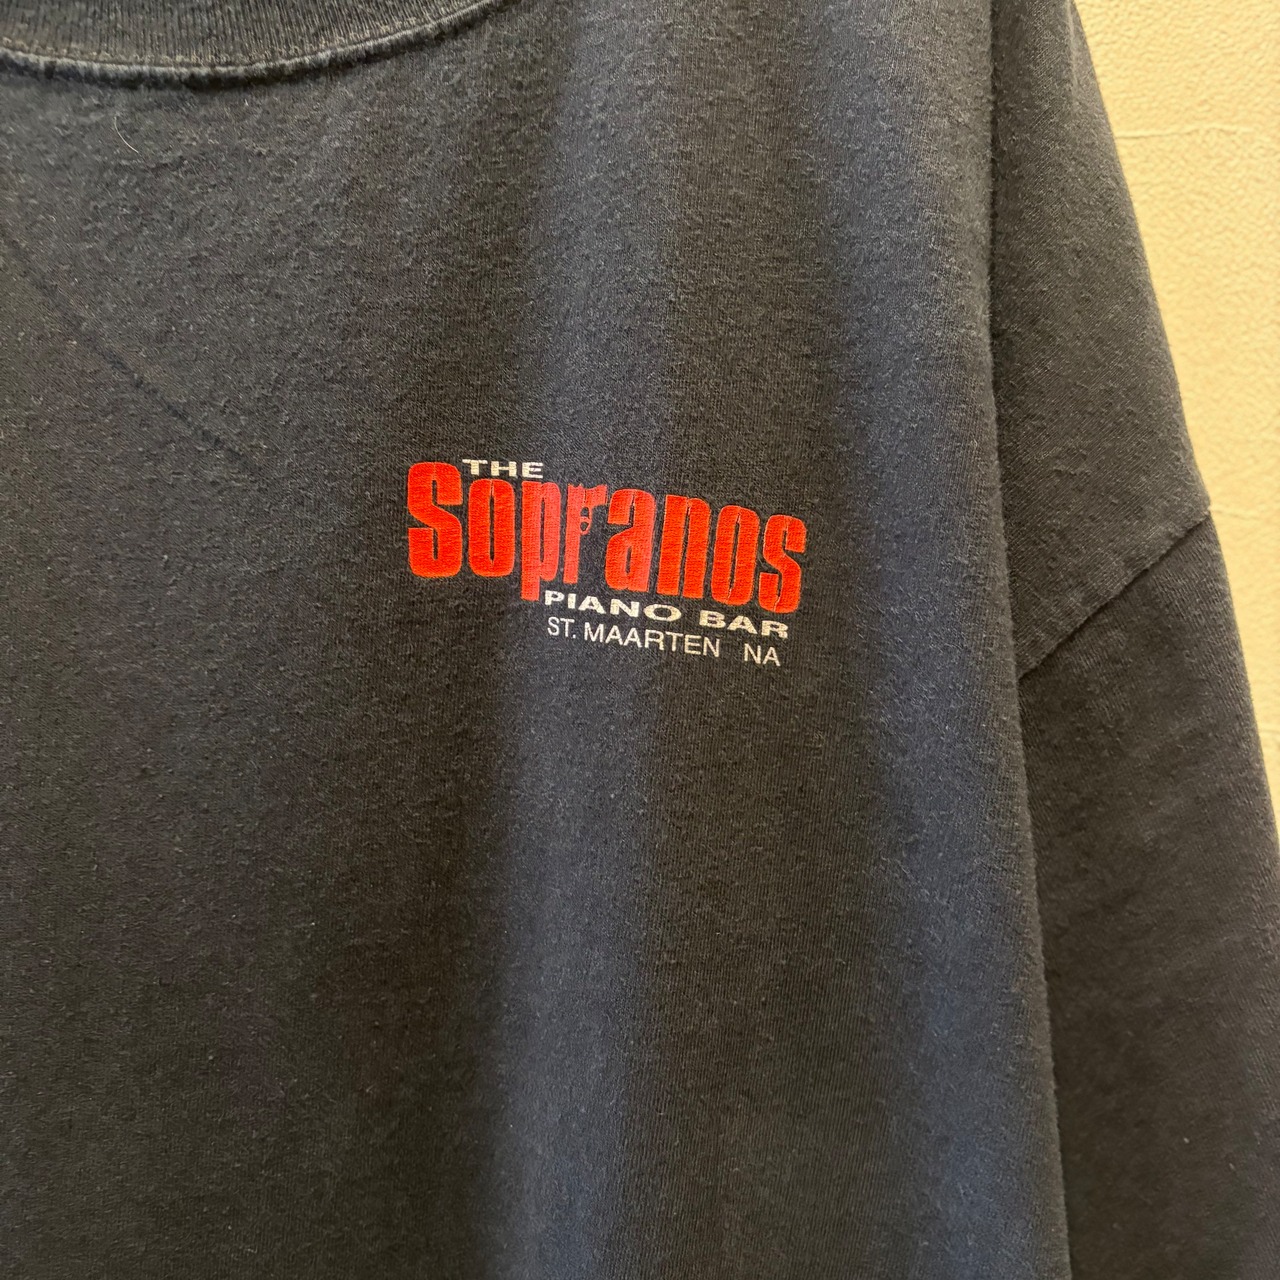 THE
Sopranos
PIANO BAR
ST. MAARTEN NA